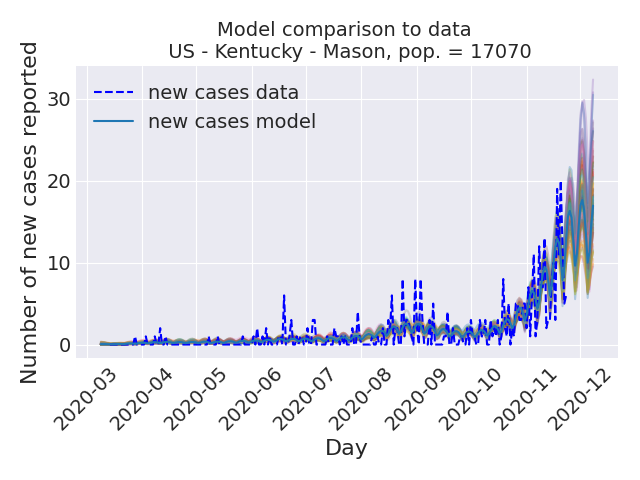 Model comparison to data
US - Kentucky - Mason, pop. = 17070
Number of new cases reported
30
20
10
0
new cases data
new cases model
2020-03
2020-04
2020-05
2020-06
2020-07
2020-08
2020-09
2020-10
2020-11
2020-12
Day